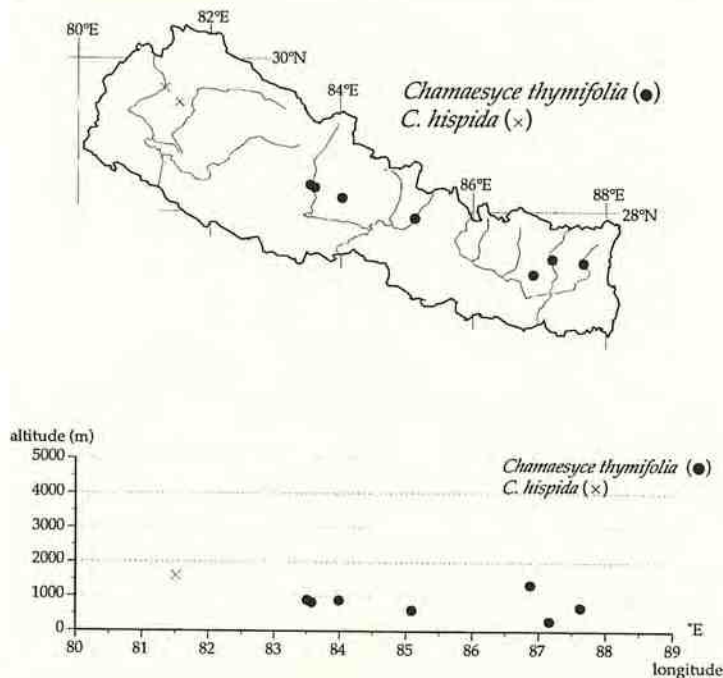 80°E
82°E
30°N
84°E
Chamaesyce thymifolia (●)
C. hispida (×)
86°E
88°E
28°N
altitude (m)
5000
4000
3000
2000
1000
0
Chamaesyce thymifolia (●)
C. hispida (×)
80 81 82 83 84 85 86 87 88 89
°E
longitude